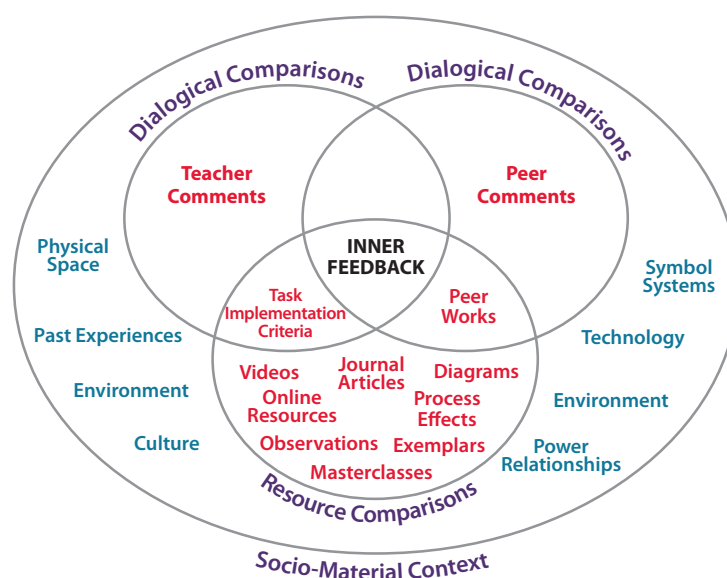 Dialogical Comparisons
Dialogical Comparisons
Teacher
Comments
Peer
Comments
INNER
FEEDBACK
Physical
Space
Past Experiences
Environment
Culture
Symbol
Systems
Technology
Environment
Power
Relationships
Task
Implementation
Criteria
Peer
Works
Videos
Journal
Articles
Diagrams
Online
Resources
Process
Effects
Observations
Exemplars
Masterclasses
Resource Comparisons
Socio-Material Context